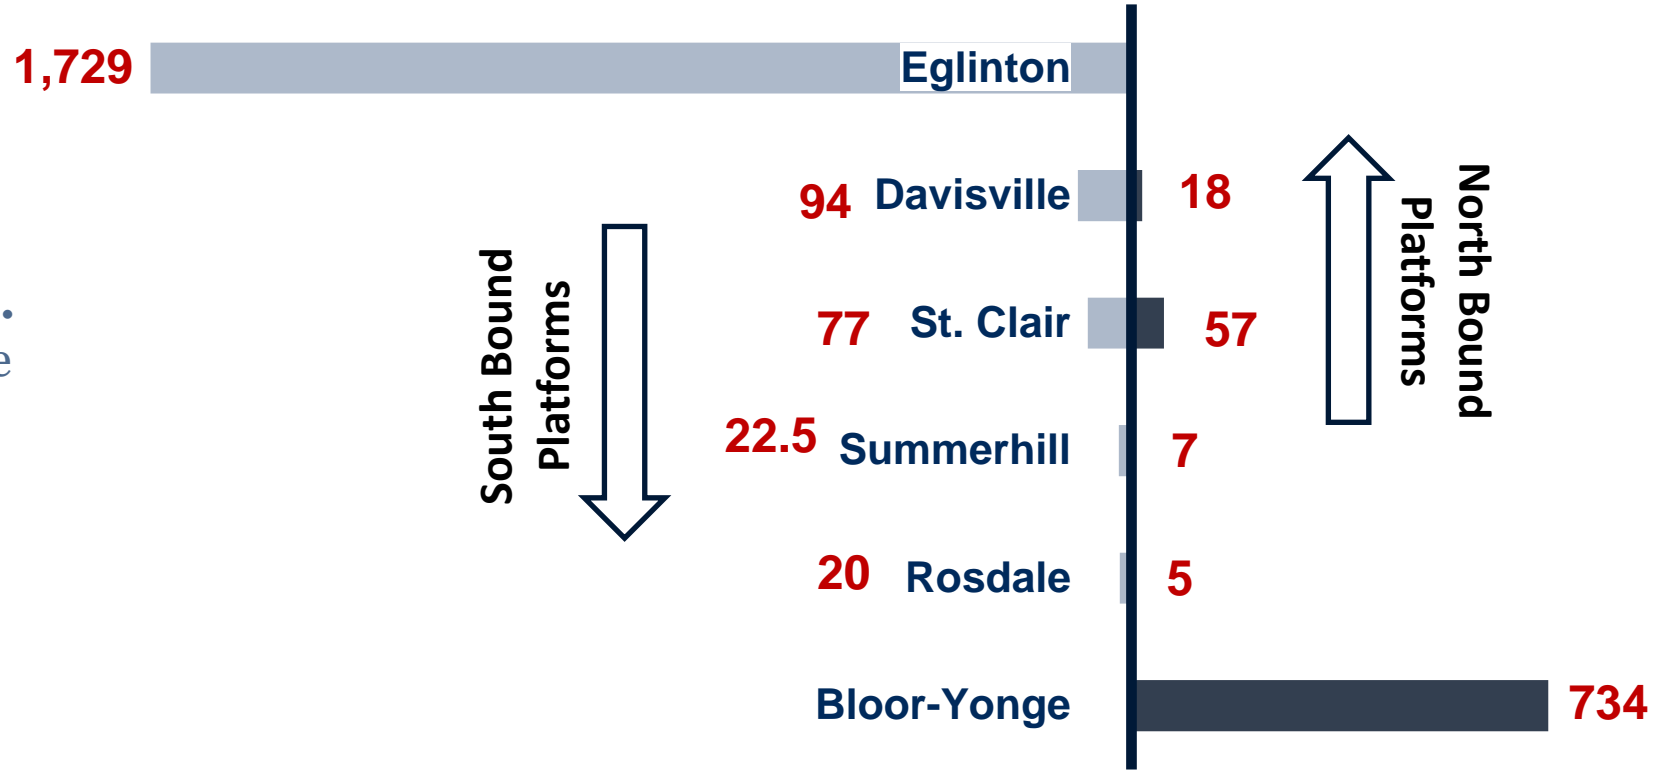 1,729
Eglinton
94
Davisville
18
77
St. Clair
57
22.5
Summerhill
7
20
Rosdale
5
Bloor-Yonge
734
South Bound
Platforms
North Bound
Platforms